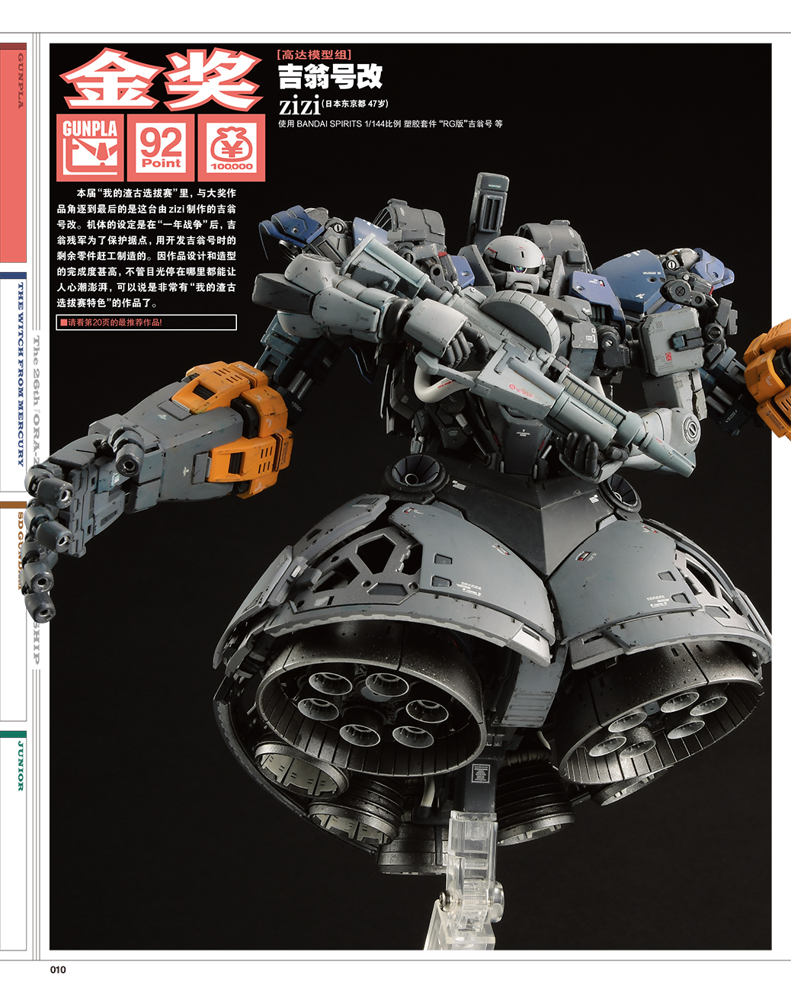 金奖
[高达模型组]
吉翁号改
zizi(日本东京都 47岁)
使用 BANDAI SPIRITS 1/144比例 塑胶套件 “RG版”吉翁号 等
GUNPLA
92
Point
¥
100,000
本届“我的渣古选拔赛”里，与大奖作
品角逐到最后的是这台由zizi制作的吉翁
号改。机体的设定是在“一年战争”后，吉
翁残军为了保护据点，用开发吉翁号时的
剩余零件赶工制造的。因作品设计和造型
的完成度甚高，不管目光停在哪里都能让
人心潮澎湃，可以说是非常有“我的渣古
选拔赛特色”的作品了。
■请看第20页的最推荐作品!
GUNPLA
THE WITCH FROM MERCURY
The 26th ORA-
SHIP
SD GUND
JUNIOR
010